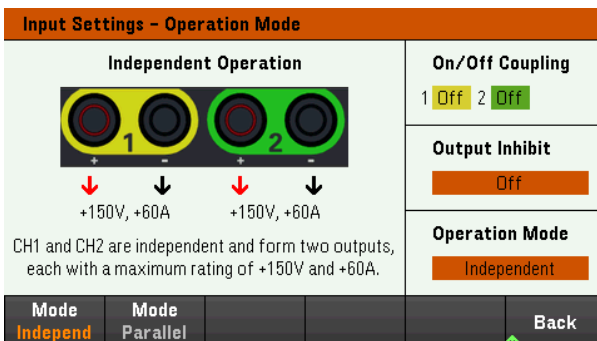 Input Settings – Operation Mode
Independent Operation
1
2
+ - + -
+150V, +60A +150V, +60A
CH1 and CH2 are independent and form two outputs,
each with a maximum rating of +150V and +60A.
On/Off Coupling
1 Off 2 Off
Output Inhibit
Off
Operation Mode
Independent
Mode
Independ
Mode
Parallel
Back